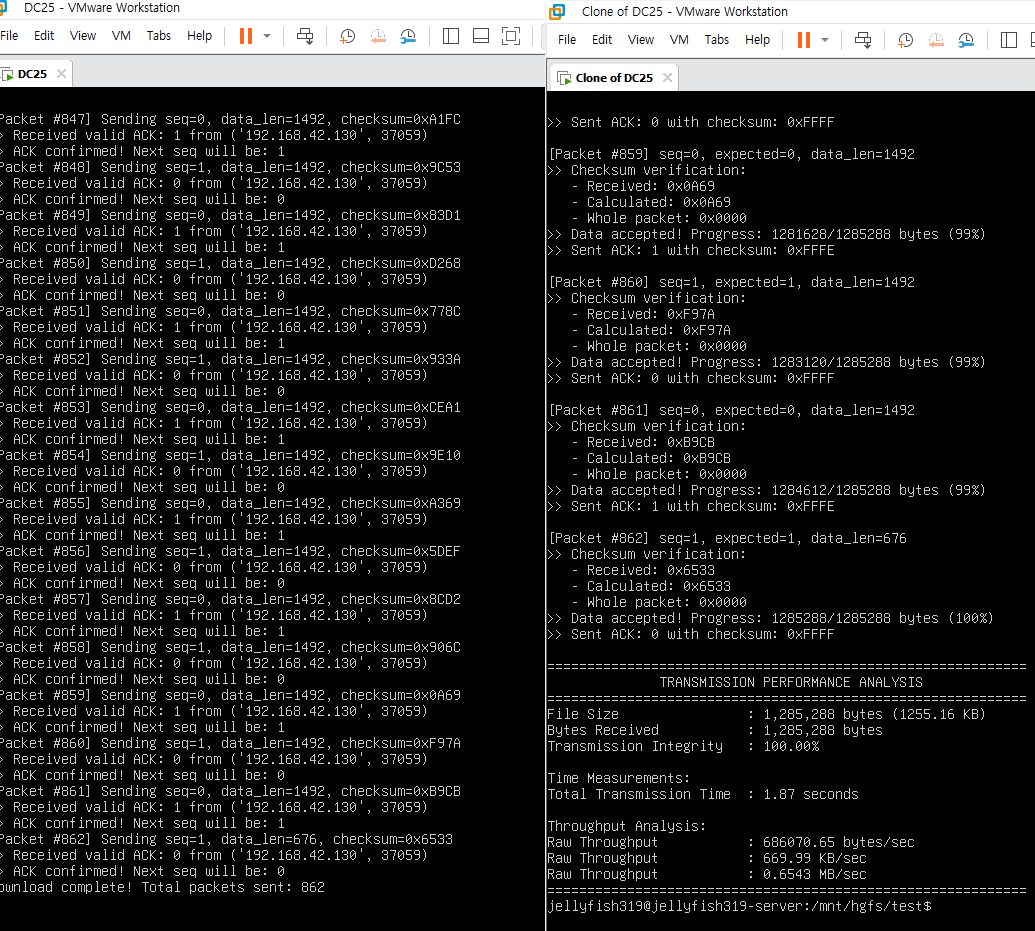 DC25 - VMware Workstation
File Edit View VM Tabs Help
DC25
Packet #847] Sending seq=0, data_len=1492, checksum=0xA1FC
> Received valid ACK: 1 from ('192.168.42.130', 37059)
> ACK confirmed! Next seq will be: 1
Packet #848] Sending seq=1, data_len=1492, checksum=0x9C53
> Received valid ACK: 0 from ('192.168.42.130', 37059)
> ACK confirmed! Next seq will be: 0
Packet #849] Sending seq=0, data_len=1492, checksum=0x83D1
> Received valid ACK: 1 from ('192.168.42.130', 37059)
> ACK confirmed! Next seq will be: 1
Packet #850] Sending seq=1, data_len=1492, checksum=0xD268
> Received valid ACK: 0 from ('192.168.42.130', 37059)
> ACK confirmed! Next seq will be: 0
Packet #851] Sending seq=0, data_len=1492, checksum=0x778C
> Received valid ACK: 1 from ('192.168.42.130', 37059)
> ACK confirmed! Next seq will be: 1
Packet #852] Sending seq=1, data_len=1492, checksum=0x933A
> Received valid ACK: 0 from ('192.168.42.130', 37059)
> ACK confirmed! Next seq will be: 0
Packet #853] Sending seq=0, data_len=1492, checksum=0xCEA1
> Received valid ACK: 1 from ('192.168.42.130', 37059)
> ACK confirmed! Next seq will be: 1
Packet #854] Sending seq=1, data_len=1492, checksum=0x9E10
> Received valid ACK: 0 from ('192.168.42.130', 37059)
> ACK confirmed! Next seq will be: 0
Packet #855] Sending seq=0, data_len=1492, checksum=0xA369
> Received valid ACK: 1 from ('192.168.42.130', 37059)
> ACK confirmed! Next seq will be: 1
Packet #856] Sending seq=1, data_len=1492, checksum=0x5DEF
> Received valid ACK: 0 from ('192.168.42.130', 37059)
> ACK confirmed! Next seq will be: 0
Packet #857] Sending seq=0, data_len=1492, checksum=0x8CD2
> Received valid ACK: 1 from ('192.168.42.130', 37059)
> ACK confirmed! Next seq will be: 1
Packet #858] Sending seq=1, data_len=1492, checksum=0x906C
> Received valid ACK: 0 from ('192.168.42.130', 37059)
> ACK confirmed! Next seq will be: 0
Packet #859] Sending seq=0, data_len=1492, checksum=0x0A69
> Received valid ACK: 1 from ('192.168.42.130', 37059)
> ACK confirmed! Next seq will be: 1
Packet #860] Sending seq=1, data_len=1492, checksum=0xF97A
> Received valid ACK: 0 from ('192.168.42.130', 37059)
> ACK confirmed! Next seq will be: 0
Packet #861] Sending seq=0, data_len=1492, checksum=0xB9CB
> Received valid ACK: 1 from ('192.168.42.130', 37059)
> ACK confirmed! Next seq will be: 1
Packet #862] Sending seq=1, data_len=676, checksum=0x6533
> Received valid ACK: 0 from ('192.168.42.130', 37059)
> ACK confirmed! Next seq will be: 0
ownload complete! Total packets sent: 862
Clone of DC25 - VMware Workstation
File Edit View VM Tabs Help
Clone of DC25
>> Sent ACK: 0 with checksum: 0xFFFF
[Packet #859] seq=0, expected=0, data_len=1492
>> Checksum verification:
- Received: 0x0A69
- Calculated: 0x0A69
- Whole packet: 0x0000
>> Data accepted! Progress: 1281628/1285288 bytes (99%)
>> Sent ACK: 1 with checksum: 0xFFFE
[Packet #860] seq=1, expected=1, data_len=1492
>> Checksum verification:
- Received: 0xF97A
- Calculated: 0xF97A
- Whole packet: 0x0000
>> Data accepted! Progress: 1283120/1285288 bytes (99%)
>> Sent ACK: 0 with checksum: 0xFFFF
[Packet #861] seq=0, expected=0, data_len=1492
>> Checksum verification:
- Received: 0xB9CB
- Calculated: 0xB9CB
- Whole packet: 0x0000
>> Data accepted! Progress: 1284612/1285288 bytes (99%)
>> Sent ACK: 1 with checksum: 0xFFFE
[Packet #862] seq=1, expected=1, data_len=676
>> Checksum verification:
- Received: 0x6533
- Calculated: 0x6533
- Whole packet: 0x0000
>> Data accepted! Progress: 1285288/1285288 bytes (100%)
>> Sent ACK: 0 with checksum: 0xFFFF
============================================================
TRANSMISSION PERFORMANCE ANALYSIS
============================================================
File Size : 1,285,288 bytes (1255.16 KB)
Bytes Received : 1,285,288 bytes
Transmission Integrity : 100.00%
Time Measurements:
Total Transmission Time : 1.87 seconds
Throughput Analysis:
Raw Throughput : 686070.65 bytes/sec
Raw Throughput : 669.99 KB/sec
Raw Throughput : 0.6543 MB/sec
============================================================
jellyfish319@jellyfish319-server:/mnt/hgfs/test$